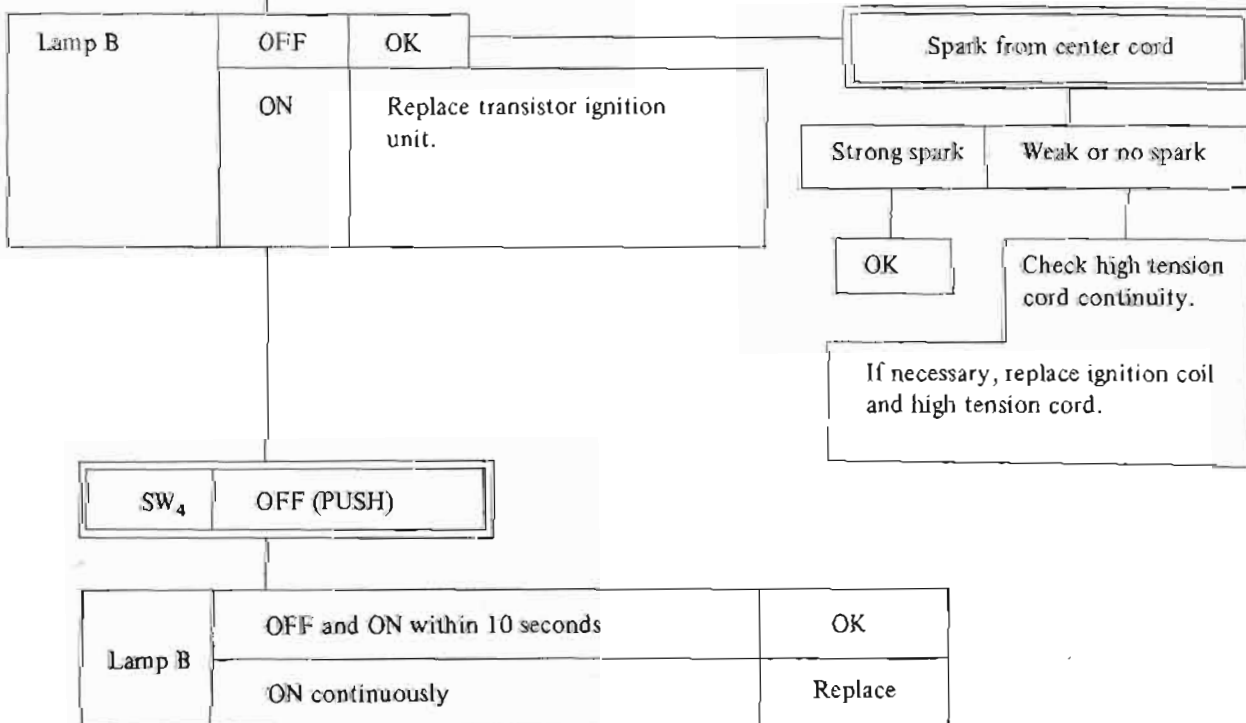 Lamp B OFF OK
ON Replace transistor ignition
unit.
Spark from center cord
Strong spark Weak or no spark
OK
Check high tension
cord continuity.
If necessary, replace ignition coil
and high tension cord.
SW₄ OFF (PUSH)
Lamp B
OFF and ON within 10 seconds OK
ON continuously Replace